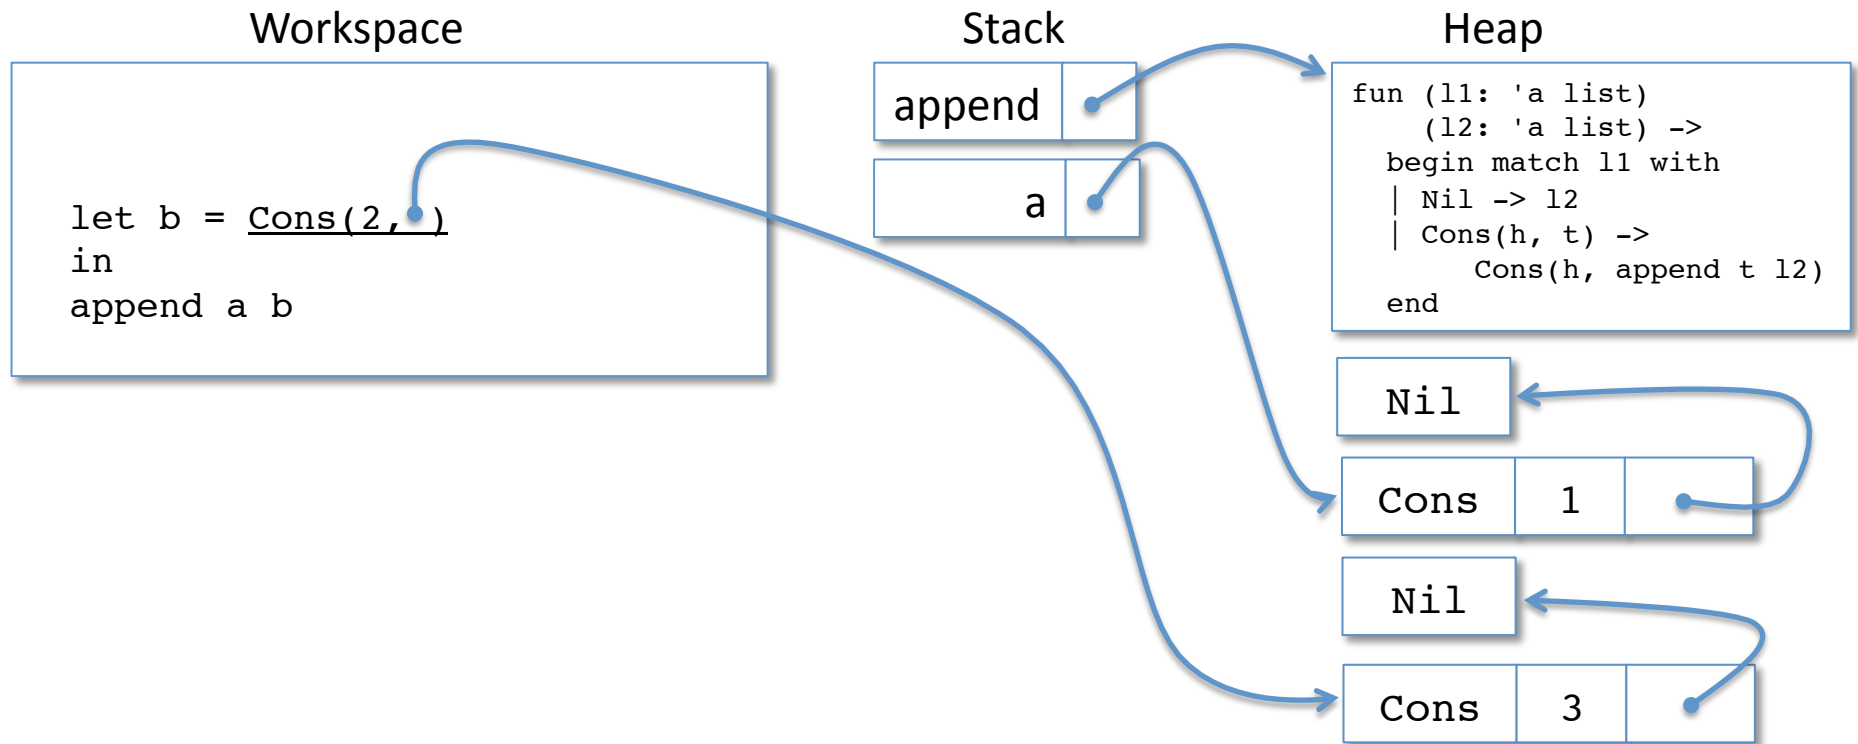 Workspace
let b = Cons(2, )
in
append a b
Stack
append
a
Heap
fun (l1: 'a list)
(l2: 'a list) ->
begin match l1 with
| Nil -> l2
| Cons(h, t) ->
Cons(h, append t l2)
end
Nil
Cons 1
Nil
Cons 3